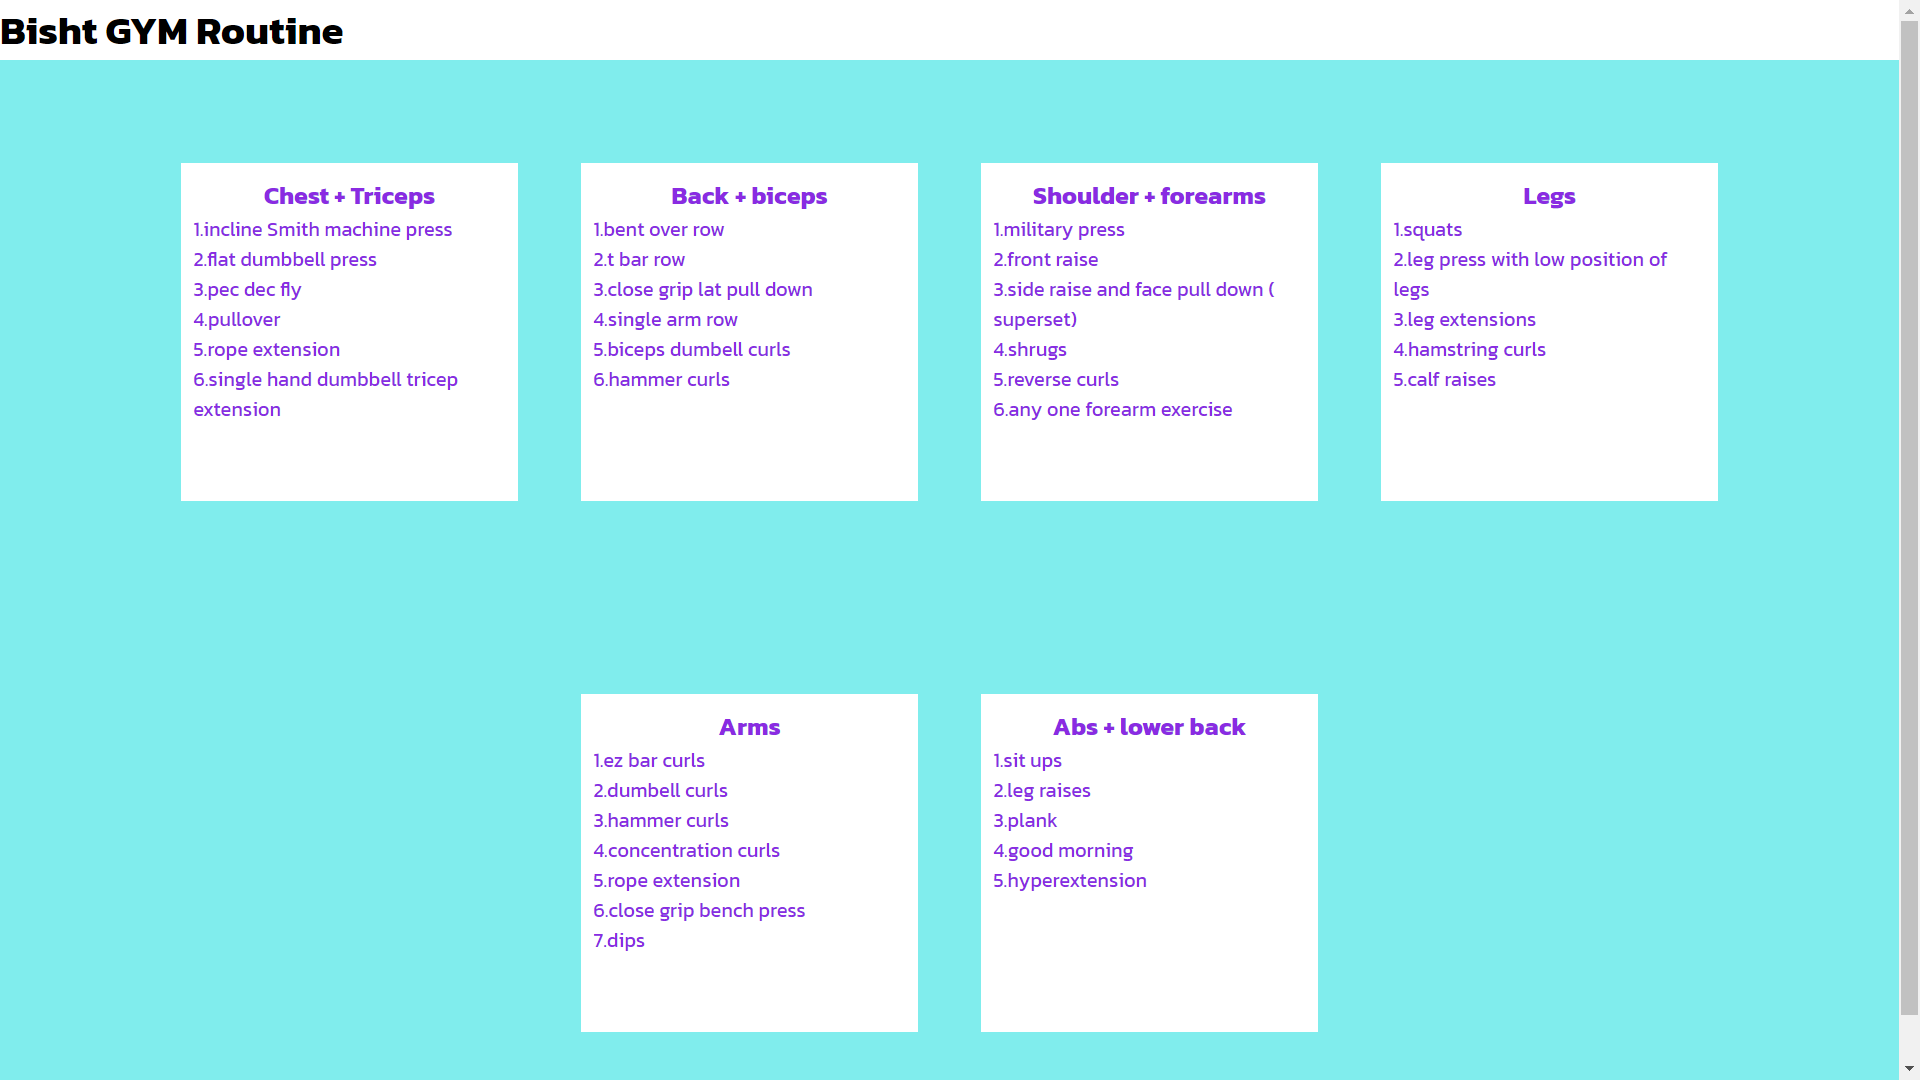 Bisht GYM Routine
Chest + Triceps
1.incline Smith machine press
2.flat dumbbell press
3.pec dec fly
4.pullover
5.rope extension
6.single hand dumbbell tricep
extension
Back + biceps
1.bent over row
2.t bar row
3.close grip lat pull down
4.single arm row
5.biceps dumbell curls
6.hammer curls
Shoulder + forearms
1.military press
2.front raise
3.side raise and face pull down (
superset)
4.shrugs
5.reverse curls
6.any one forearm exercise
Legs
1.squats
2.leg press with low position of
legs
3.leg extensions
4.hamstring curls
5.calf raises
Arms
1.ez bar curls
2.dumbell curls
3.hammer curls
4.concentration curls
5.rope extension
6.close grip bench press
7.dips
Abs + lower back
1.sit ups
2.leg raises
3.plank
4.good morning
5.hyperextension